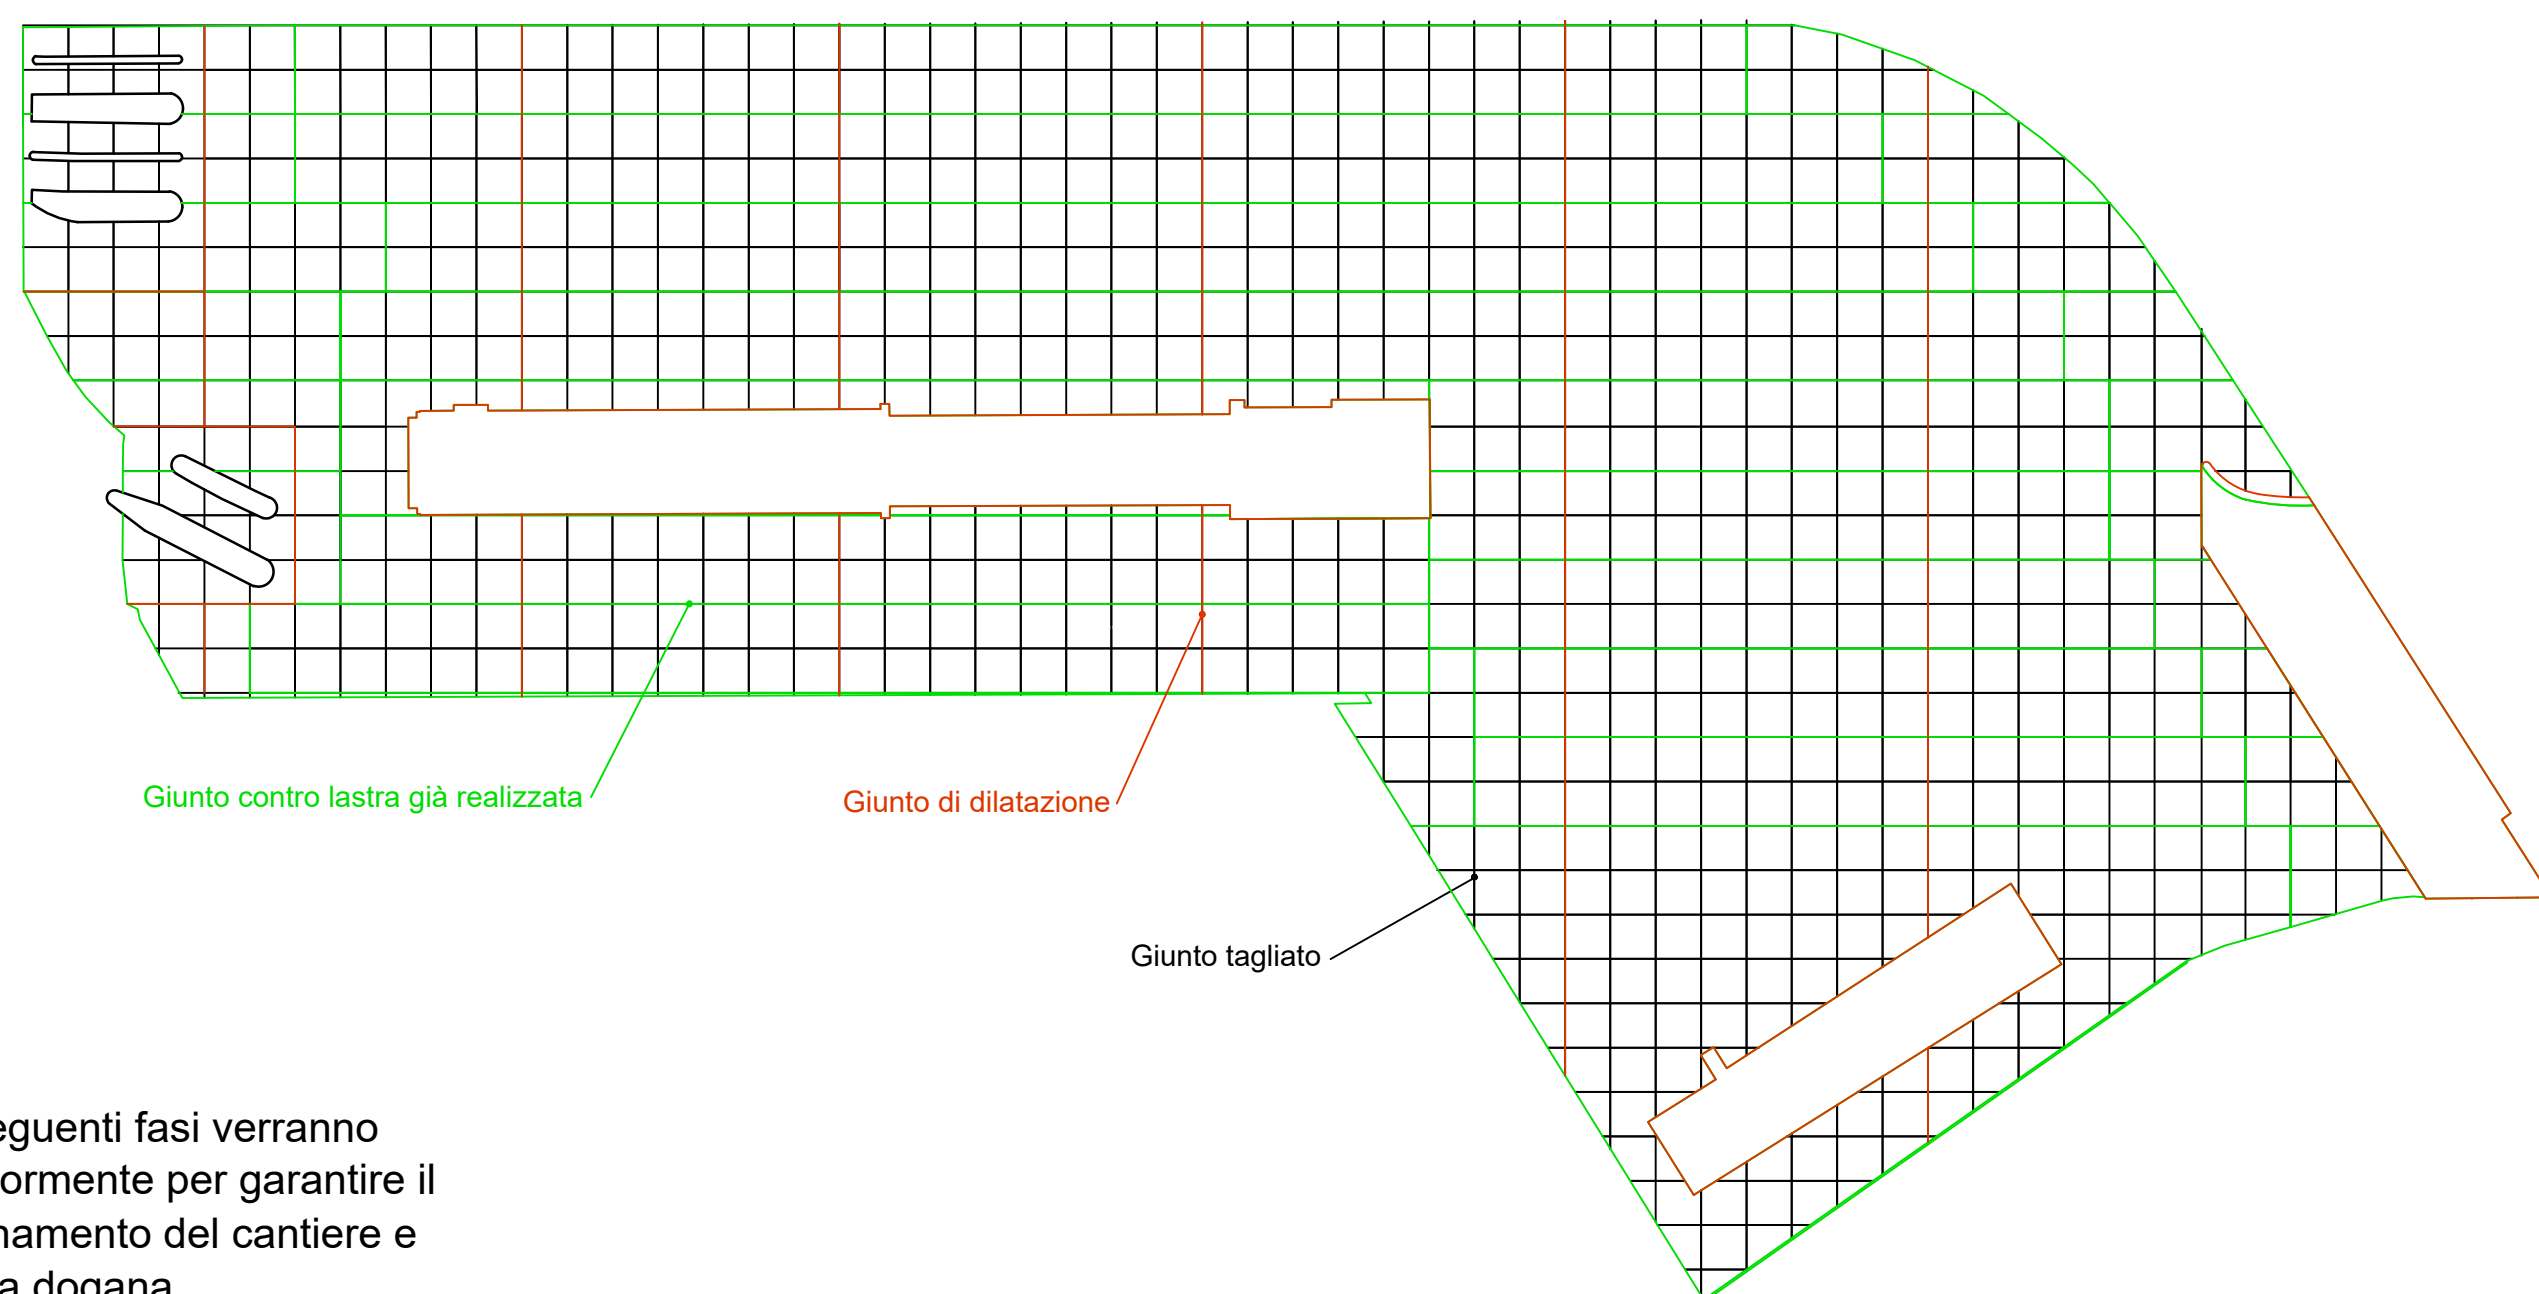 Giunto contro lastra già realizzata
Giunto di dilatazione
Giunto tagliato
eguenti fasi verranno
ormente per garantire il
namento del cantiere e
a dogana